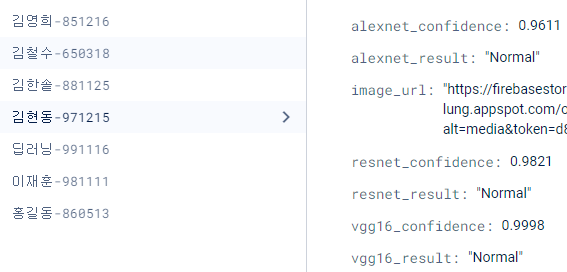 김영희-851216
김철수-650318
김한솔-881125
김현동-971215
딥러닝-991116
이재훈-981111
홍길동-860513
alexnet_confidence: 0.9611
alexnet_result: "Normal"
image_url: "https://firebasestor
lung.appspot.com/o
alt=media&token=d8
resnet_confidence: 0.9821
resnet_result: "Normal"
vgg16_confidence: 0.9998
vgg16_result: "Normal"